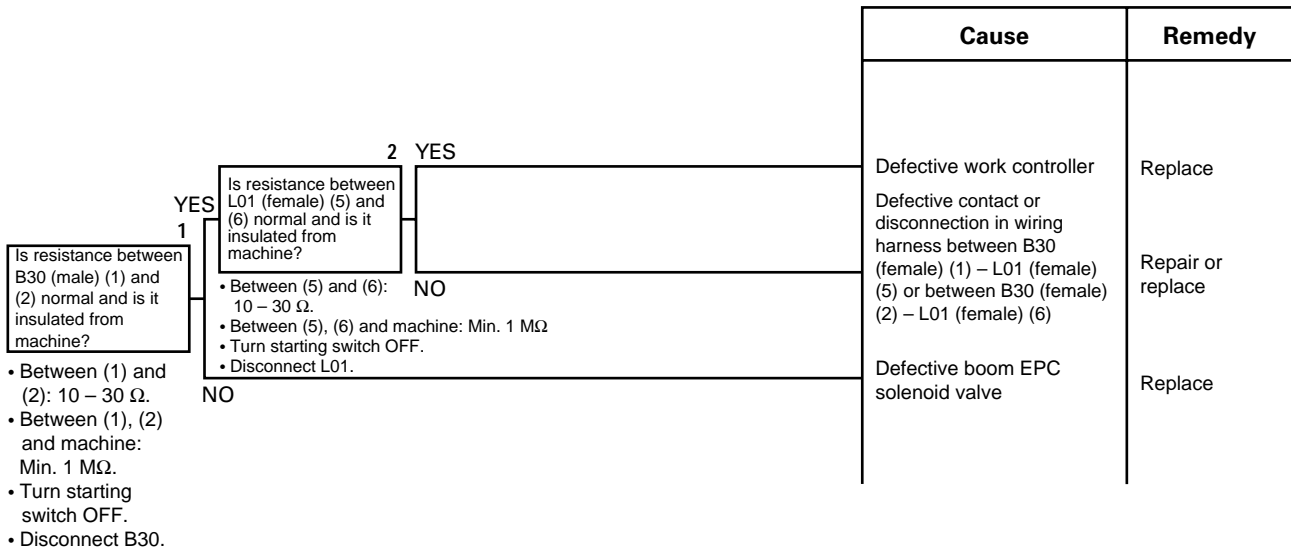 Cause
Remedy
2 YES
Is resistance between
L01 (female) (5) and
(6) normal and is it
insulated from
machine?
YES
1
Is resistance between
B30 (male) (1) and
(2) normal and is it
insulated from
machine?
• Between (5) and (6):
10 – 30 Ω.
• Between (5), (6) and machine: Min. 1 MΩ
• Turn starting switch OFF.
• Disconnect L01.
NO
• Between (1) and
(2): 10 – 30 Ω.
• Between (1), (2)
and machine:
Min. 1 MΩ.
• Turn starting
switch OFF.
• Disconnect B30.
NO
Defective work controller
Replace
Defective contact or
disconnection in wiring
harness between B30
(female) (1) – L01 (female)
(5) or between B30 (female)
(2) – L01 (female) (6)
Repair or
replace
Defective boom EPC
solenoid valve
Replace